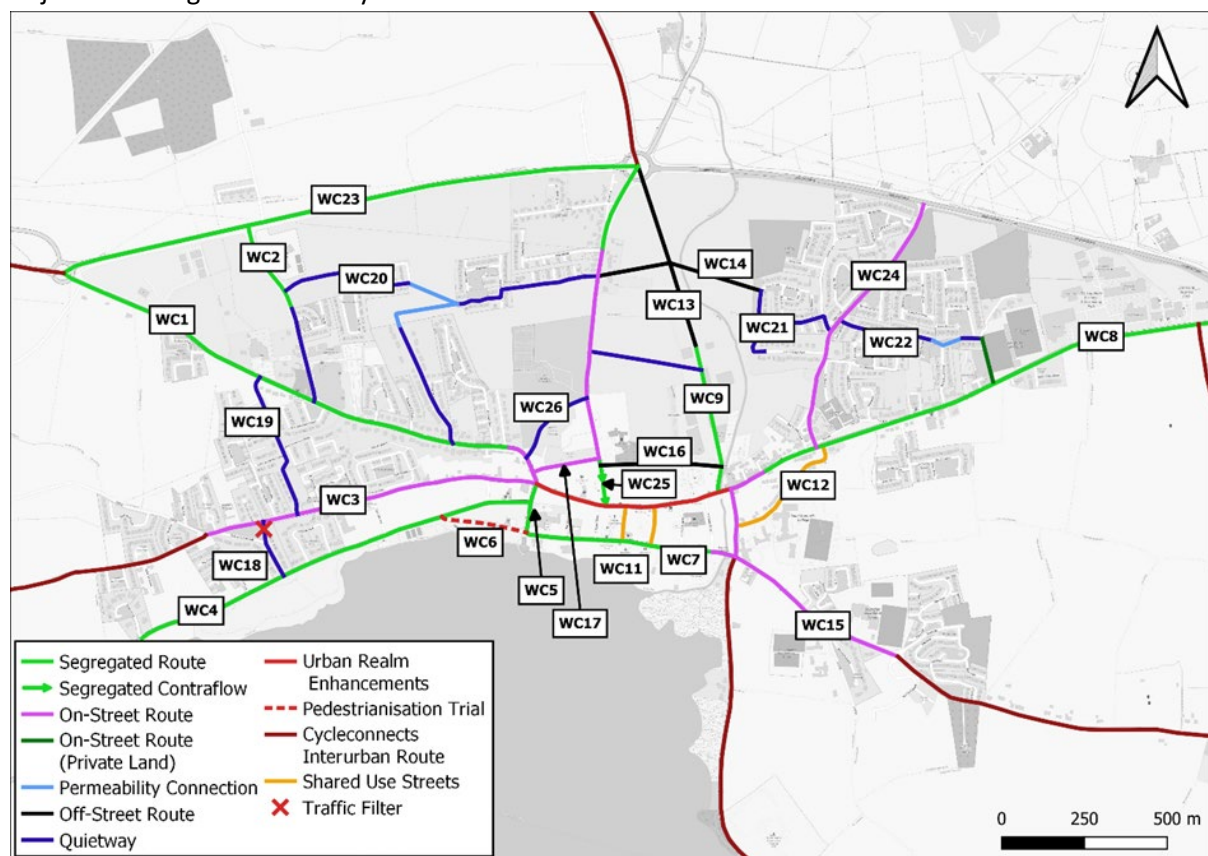 WC23
WC2
WC20
WC14
WC24
WC13
WC1
WC21
WC22
WC8
WC9
WC26
WC19
WC16
WC25
WC12
WC3
WC6
WC11
WC7
WC18
WC5
WC4
WC17
WC15
Segregated Route
Segregated Contraflow
On-Street Route
On-Street Route
(Private Land)
Permeability Connection
Off-Street Route
Quietway
Urban Realm
Enhancements
Pedestrianisation Trial
Cycleconnects
Interurban Route
Shared Use Streets
Traffic Filter
0 250 500 m